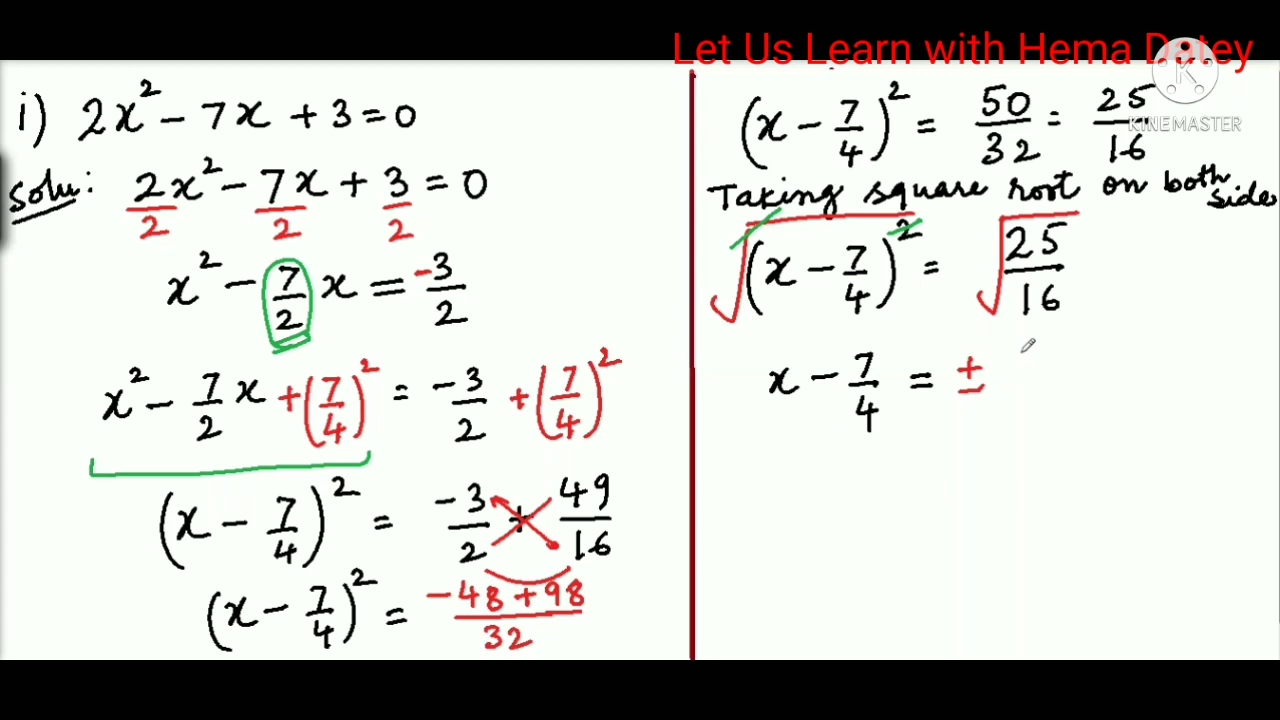 Let Us Learn with Hema Datey
KINEMASTER
i) 2x² - 7x + 3 = 0
Solu: 2x²/2 - 7x/2 + 3/2 = 0
x² - 7/2 x = -3/2
x² - 7/2 x + (7/4)² = -3/2 + (7/4)²
(x - 7/4)² = -3/2 + 49/16
(x - 7/4)² = -48+98/32
(x - 7/4)² = 50/32 = 25/16
Taking square root on both sides
√(x - 7/4)² = √25/16
x - 7/4 = ±